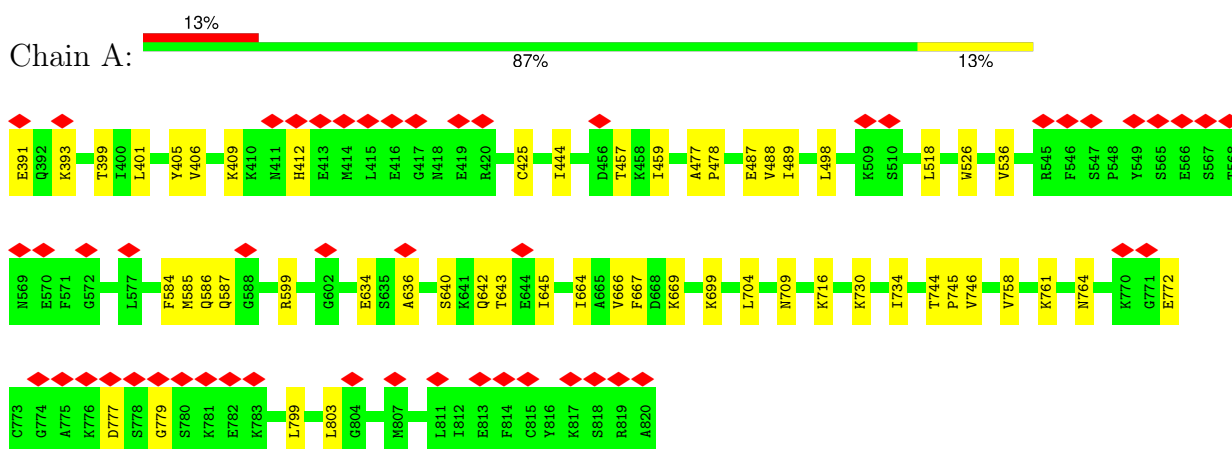 13%
Chain A:
87% 13%
E391 Q392 K393 T399 I400 L401 Y405 V406 K409 K410 N411 H412 E413 M414 L415 E416 G417 N418 E419 R420 C425 I444 D456 T457 K458 I459 A477 P478 E487 V488 I489 L498 K509 S510 L518 W526 V536 R545 F546 S547 P548 Y549 S565 E566 S567 T568
N569 E570 F571 G572 L577 F584 M585 Q586 Q587 G588 R599 G602 E634 S635 A636 S640 K641 Q642 T643 E644 I645 I664 A665 V666 F667 D668 K669 K699 L704 N709 K716 K730 I734 T744 P745 V746 V758 K761 N764 K770 G771 E772
C773 G774 A775 K776 D777 S778 G779 S780 K781 E782 K783 L799 L803 G804 M807 L811 I812 E813 F814 C815 Y816 K817 S818 R819 A820